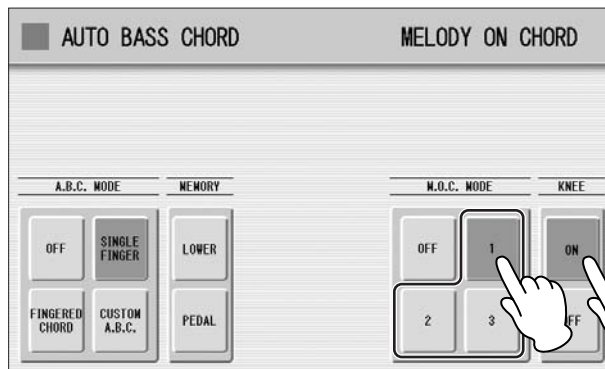 AUTO BASS CHORD
MELODY ON CHORD
A.B.C. MODE
MEMORY
M.O.C. MODE
KNEE
OFF
SINGLE
FINGER
LOWER
OFF
1
ON
FINGERED
CHORD
CUSTOM
A.B.C.
PEDAL
2
3
FF